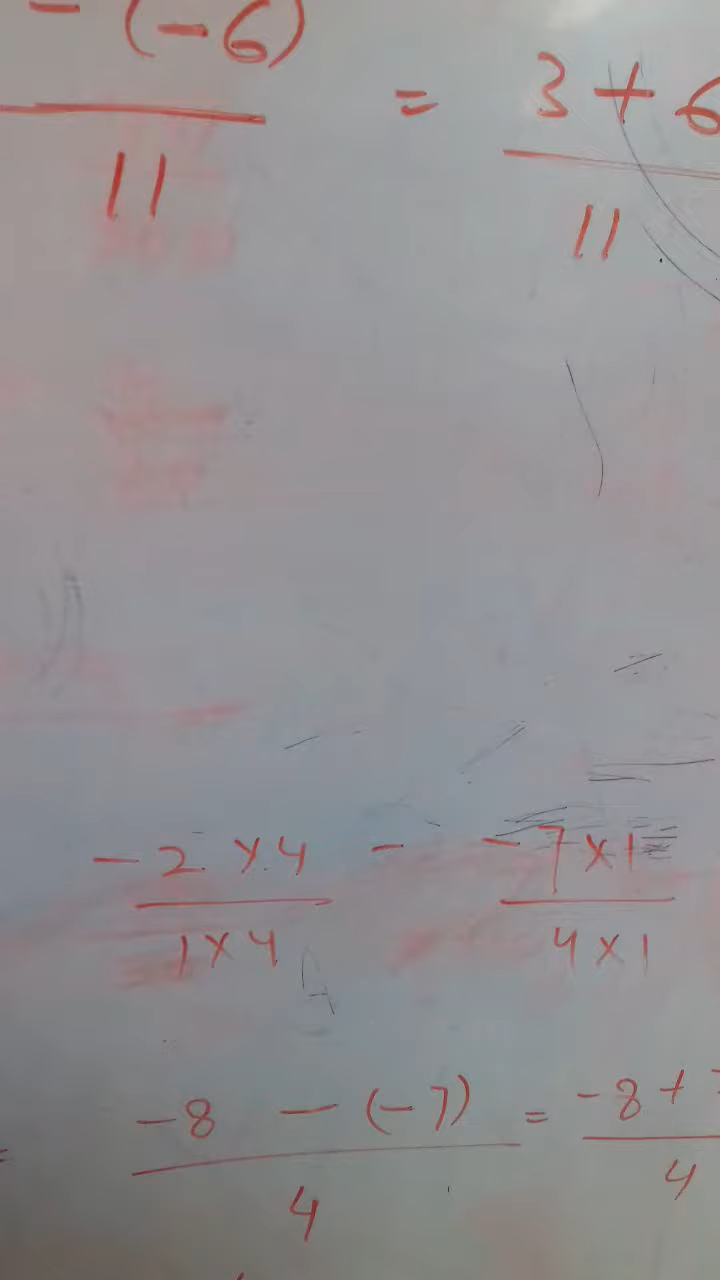 - (-6) = 3 + 6
11 11
-2 × 4 - -7 × 1
1 × 4 4 × 1
= -8 - (-7) = -8 +
4 4